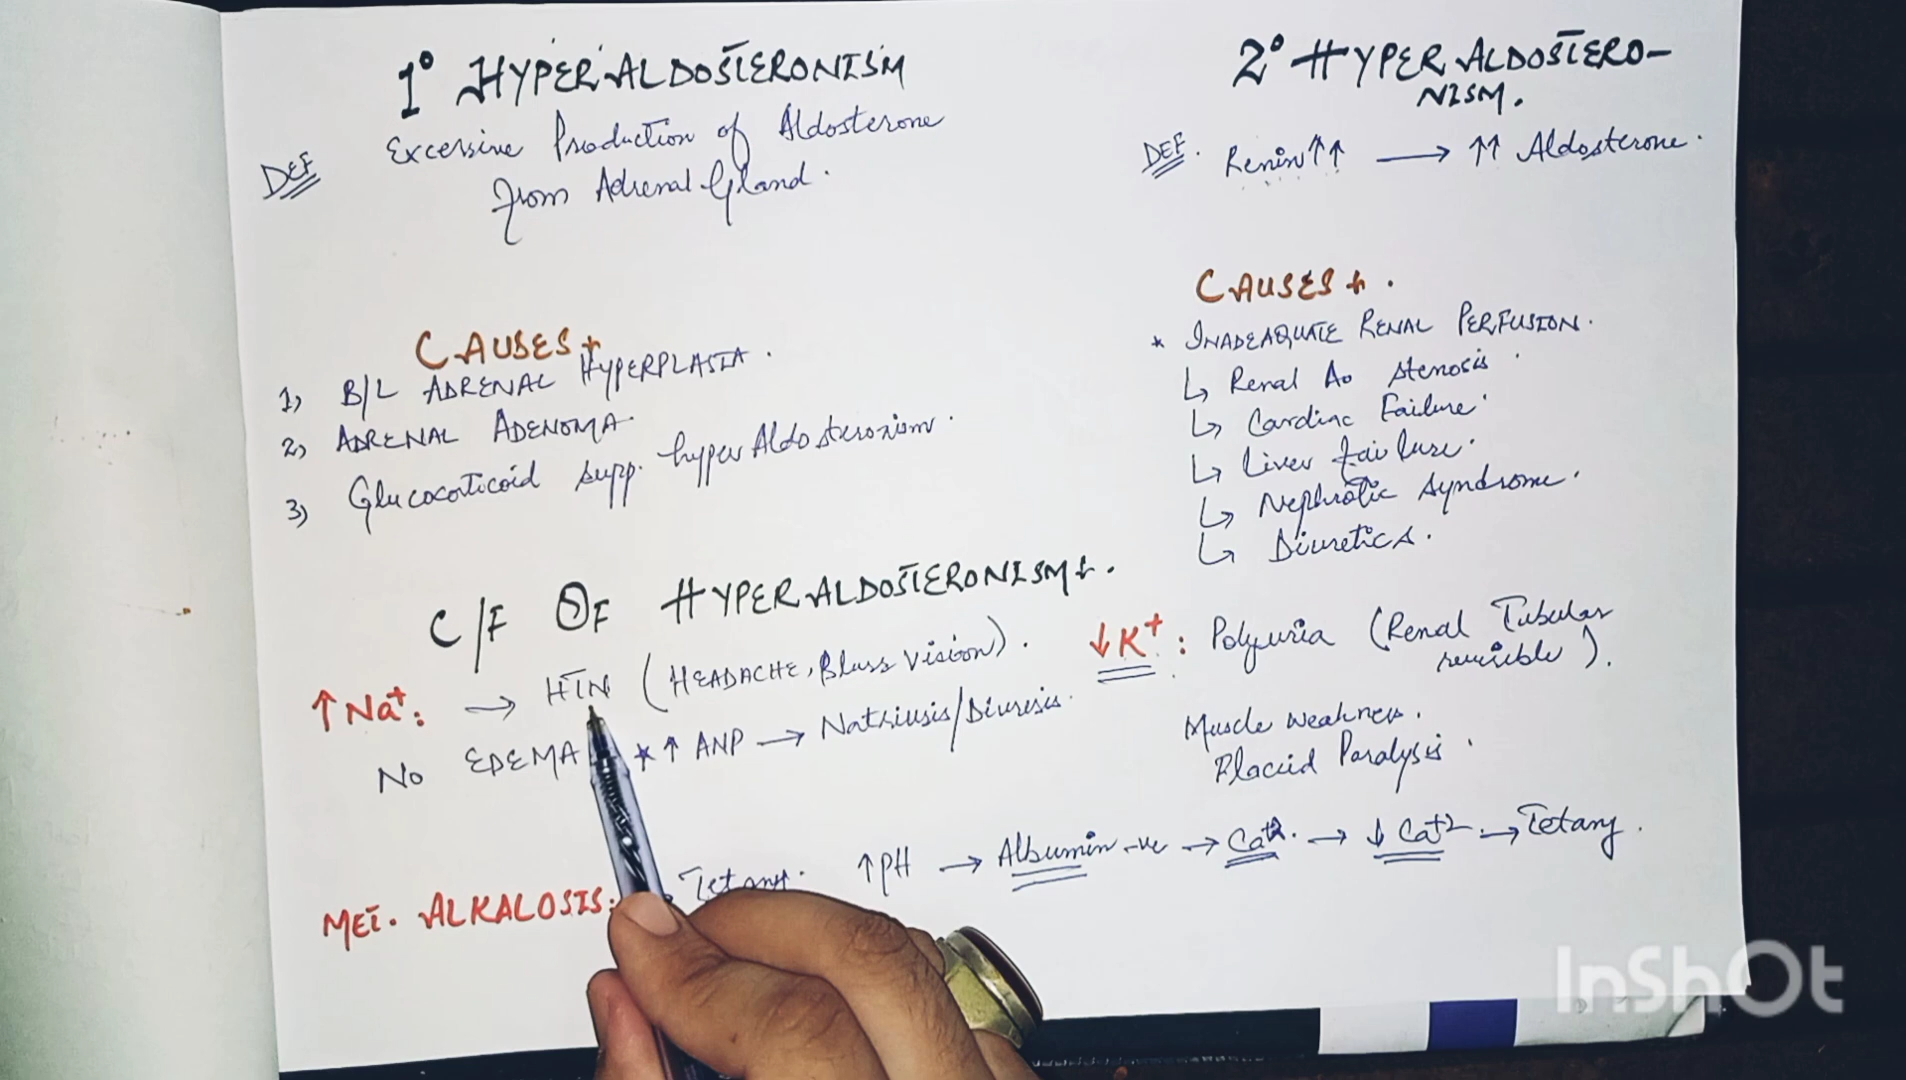 1° HYPERALDOSTERONISM
DEF Excessive Production of Aldosterone
from Adrenal Gland.
CAUSES
1) B/L ADRENAL HYPERPLASIA.
2) ADRENAL ADENOMA.
3) Glucocorticoid supp. hyper Aldosteronism.
2° HYPERALDOSTERO-
NISM.
DEF. Renin↑↑ → ↑↑ Aldosterone.
CAUSES
* INADEAQUATE RENAL PERFUSION.
↳ Renal Ao stenosis.
↳ Cardiac Failure.
↳ Liver failure.
↳ Nephrotic syndrome.
↳ Diuretics.
C/F OF HYPERALDOSTERONISM
↑Na+: → HTN (HEADACHE, Blurr Vision).
No EDEMA * ↑ ANP → Natriusis/Diuresis.
↓K+: Polyuria (Renal Tubular
).
Muscle weakness.
Flaccid Paralysis.
MET. ALKALOSIS: Tetany. ↑PH → Albumin -ve → Ca+2. → ↓ Ca+2 → Tetany.
InShOt